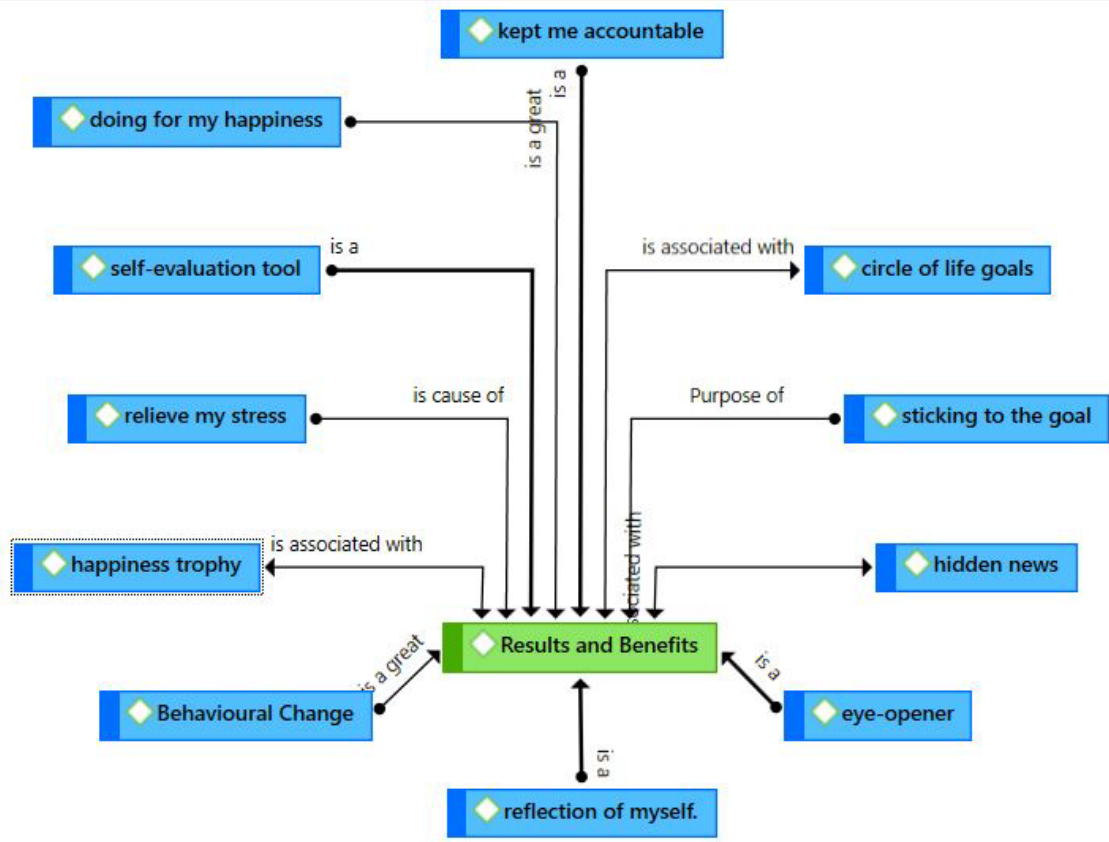 kept me accountable
is a
is a great
doing for my happiness
is a
self-evaluation tool
is associated with
circle of life goals
is cause of
relieve my stress
Purpose of
sticking to the goal
is associated with
happiness trophy
with
hidden news
Results and Benefits
is a great
Behavioural Change
is a
eye-opener
is a
reflection of myself.